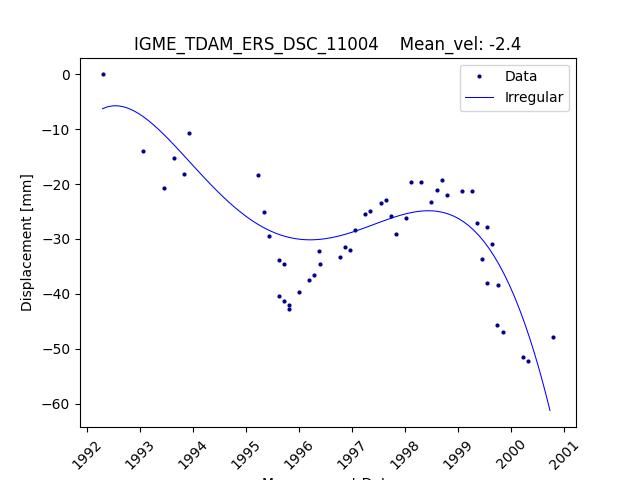 IGME_TDAM_ERS_DSC_11004    Mean_vel: -2.4
Data
Irregular
Displacement [mm]
0
−10
−20
−30
−40
−50
−60
1992 1993 1994 1995 1996 1997 1998 1999 2000 2001